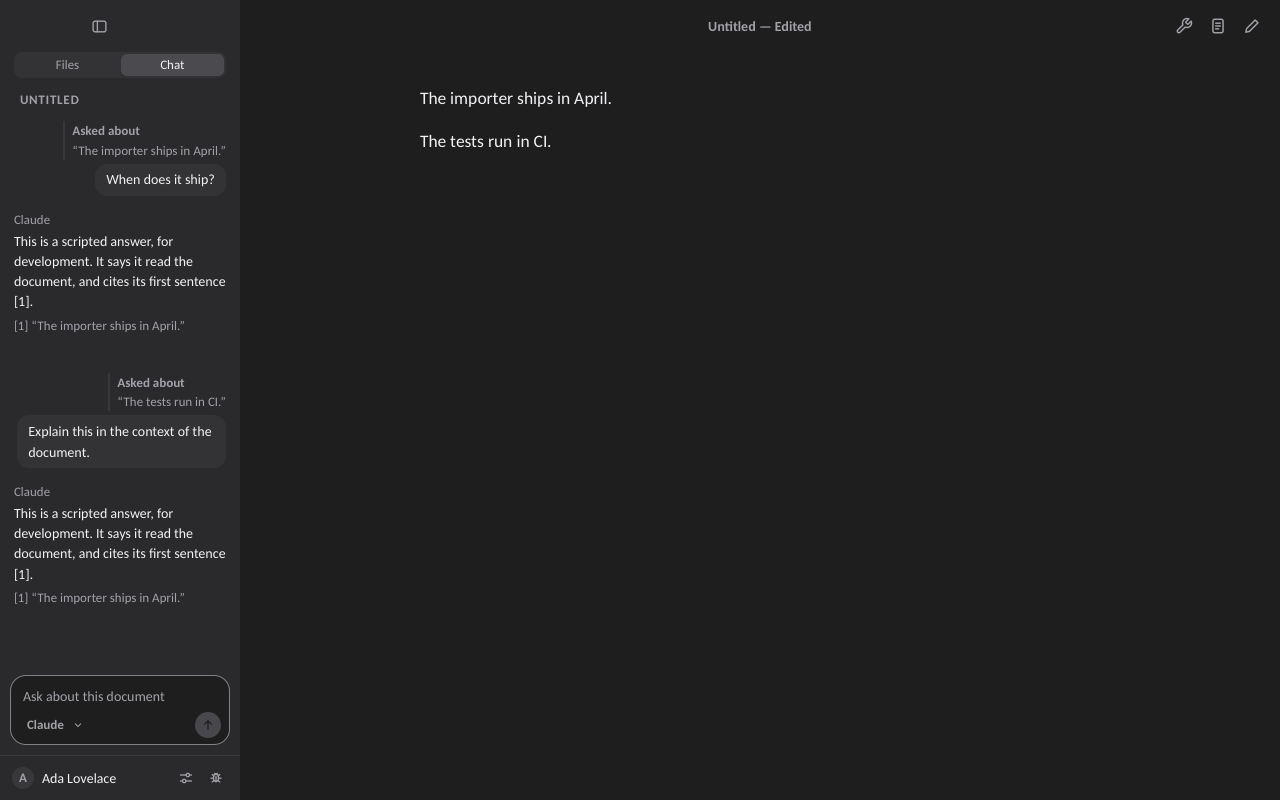 Untitled — Edited
Files
Chat
UNTITLED
Asked about
“The importer ships in April.”
When does it ship?
Claude
This is a scripted answer, for
development. It says it read the
document, and cites its first sentence
[1].
[1] “The importer ships in April.”
Asked about
“The tests run in CI.”
Explain this in the context of the
document.
Claude
This is a scripted answer, for
development. It says it read the
document, and cites its first sentence
[1].
[1] “The importer ships in April.”
Ask about this document
Claude
A
Ada Lovelace
The importer ships in April.
The tests run in CI.